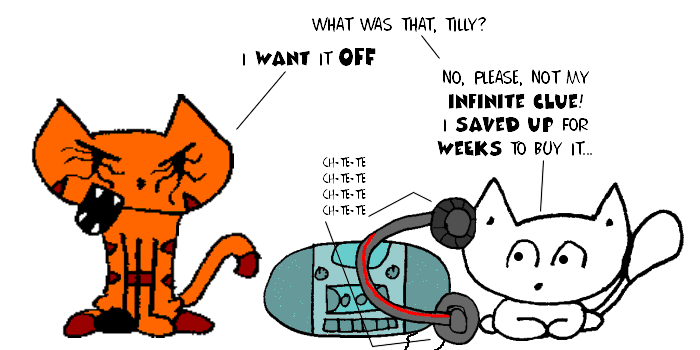 WHAT WAS THAT, TILLY?
I WANT IT OFF
NO, PLEASE, NOT MY
INFINITE CLUE!
I SAVED UP FOR
WEEKS TO BUY IT...
CH-TE-TE
CH-TE-TE
CH-TE-TE
CH-TE-TE